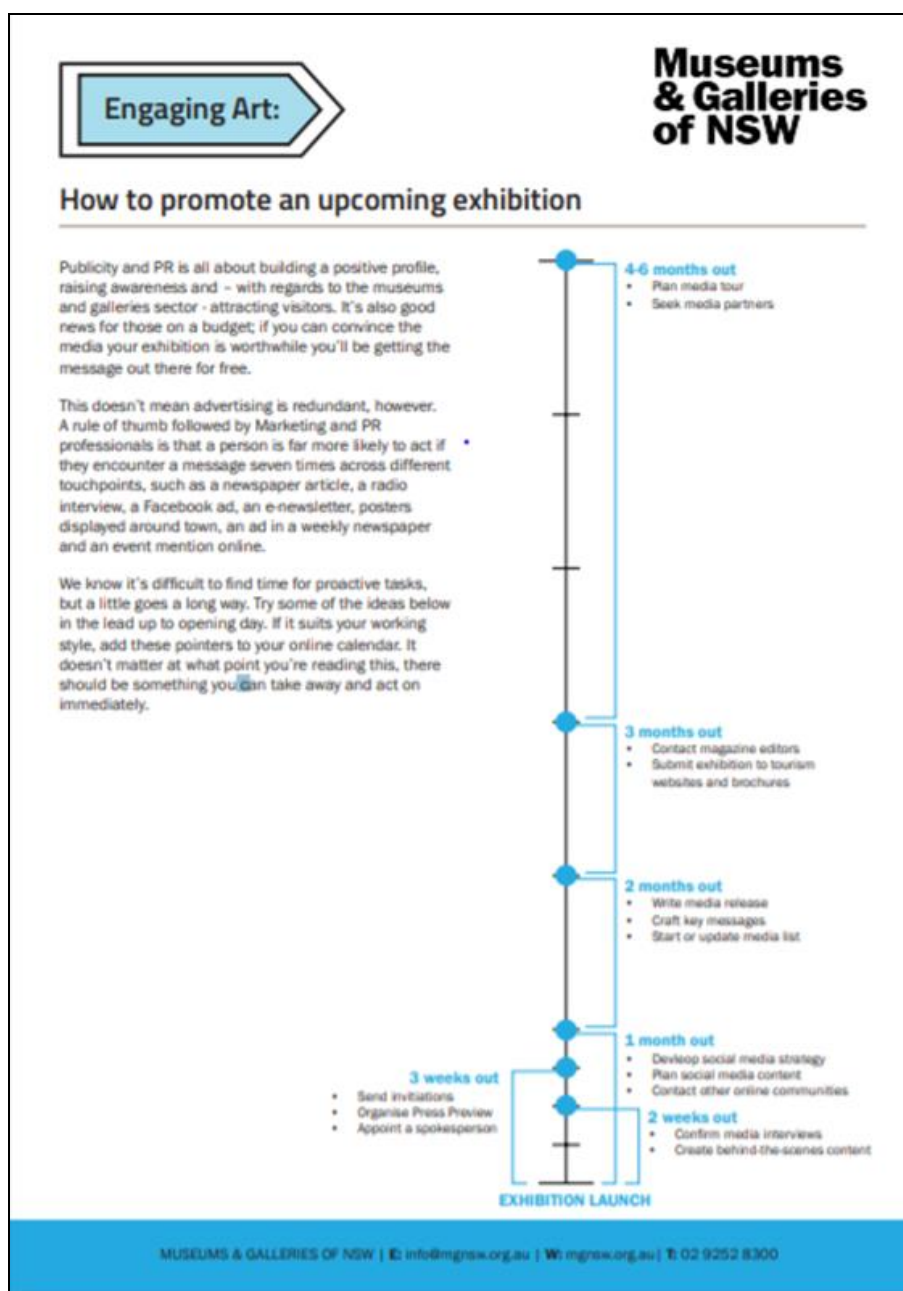 Engaging Art:
Museums
& Galleries
of NSW
How to promote an upcoming exhibition
Publicity and PR is all about building a positive profile,
raising awareness and – with regards to the museums
and galleries sector - attracting visitors. It's also good
news for those on a budget; if you can convince the
media your exhibition is worthwhile you'll be getting the
message out there for free.
This doesn't mean advertising is redundant, however.
A rule of thumb followed by Marketing and PR
professionals is that a person is far more likely to act if
they encounter a message seven times across different
touchpoints, such as a newspaper article, a radio
interview, a Facebook ad, an e-newsletter, posters
displayed around town, an ad in a weekly newspaper
and an event mention online.
We know it's difficult to find time for proactive tasks,
but a little goes a long way. Try some of the ideas below
in the lead up to opening day. If it suits your working
style, add these pointers to your online calendar. It
doesn't matter at what point you're reading this, there
should be something you can take away and act on
immediately.
4-6 months out
• Plan media tour
• Seek media partners
3 months out
• Contact magazine editors
• Submit exhibition to tourism
websites and brochures
2 months out
• Write media release
• Craft key messages
• Start or update media list
1 month out
• Devleop social media strategy
• Plan social media content
• Contact other online communities
3 weeks out
• Send invitiations
• Organise Press Preview
• Appoint a spokesperson
2 weeks out
• Confirm media interviews
• Create behind-the-scenes content
EXHIBITION LAUNCH
MUSEUMS & GALLERIES OF NSW | E: info@mgnsw.org.au | W: mgnsw.org.au| T: 02 9252 8300